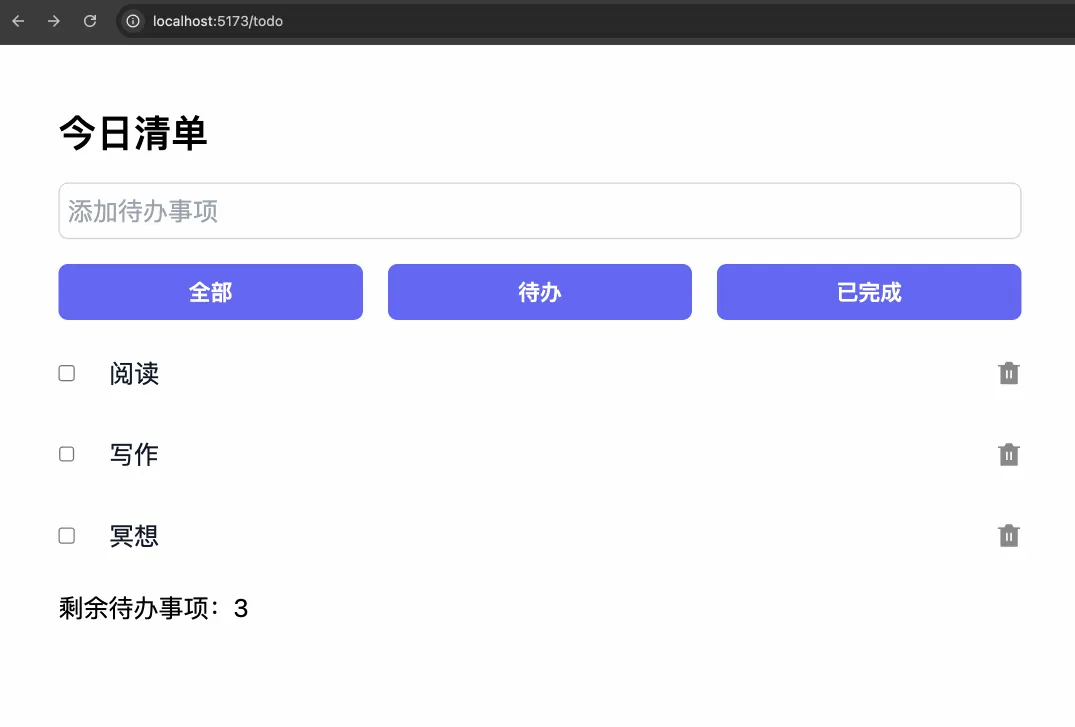 localhost:5173/todo
今日清单
添加待办事项
全部 待办 已完成
阅读
写作
冥想
剩余待办事项：3